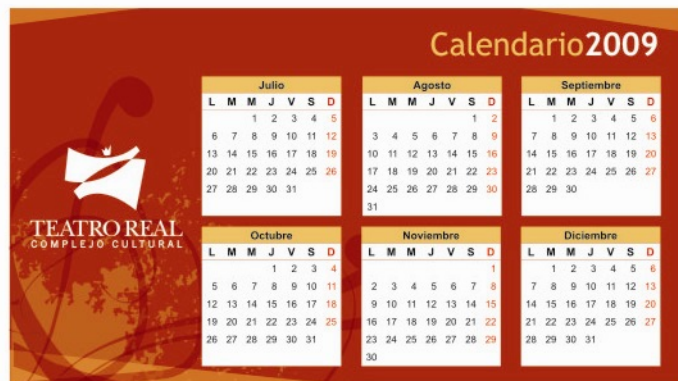 Calendario2009
Julio
L M M J V S D
1 2 3 4 5
6 7 8 9 10 11 12
13 14 15 16 17 18 19
20 21 22 23 24 25 26
27 28 29 30 31
Agosto
L M M J V S D
1 2
3 4 5 6 7 8 9
10 11 12 13 14 15 16
17 18 19 20 21 22 23
24 25 26 27 28 29 30
31
Septiembre
L M M J V S D
1 2 3 4 5 6
7 8 9 10 11 12 13
14 15 16 17 18 19 20
21 22 23 24 25 26 27
28 29 30
TEATRO REAL
COMPLEJO CULTURAL
Octubre
L M M J V S D
1 2 3 4
5 6 7 8 9 10 11
12 13 14 15 16 17 18
19 20 21 22 23 24 25
26 27 28 29 30 31
Noviembre
L M M J V S D
1
2 3 4 5 6 7 8
9 10 11 12 13 14 15
16 17 18 19 20 21 22
23 24 25 26 27 28 29
30
Diciembre
L M M J V S D
1 2 3 4 5 6
7 8 9 10 11 12 13
14 15 16 17 18 19 20
21 22 23 24 25 26 27
28 29 30 31